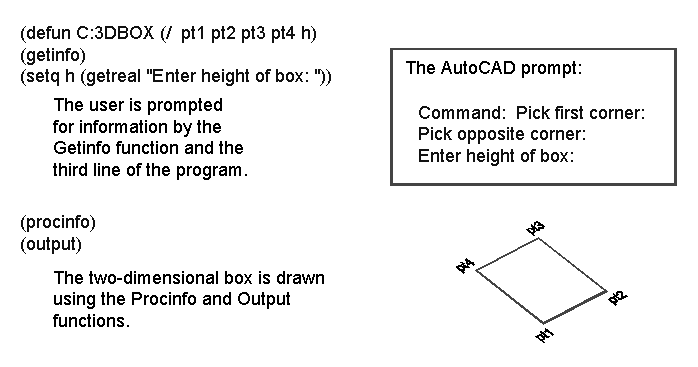 (defun C:3DBOX (/  pt1 pt2 pt3 pt4 h)
(getinfo)
(setq h (getreal "Enter height of box: "))
The user is prompted
for information by the
Getinfo function and the
third line of the program.
The AutoCAD prompt:
Command:  Pick first corner:
Pick opposite corner:
Enter height of box:
(procinfo)
(output)
The two-dimensional box is drawn
using the Procinfo and Output
functions.
pt3
pt4
pt2
pt1